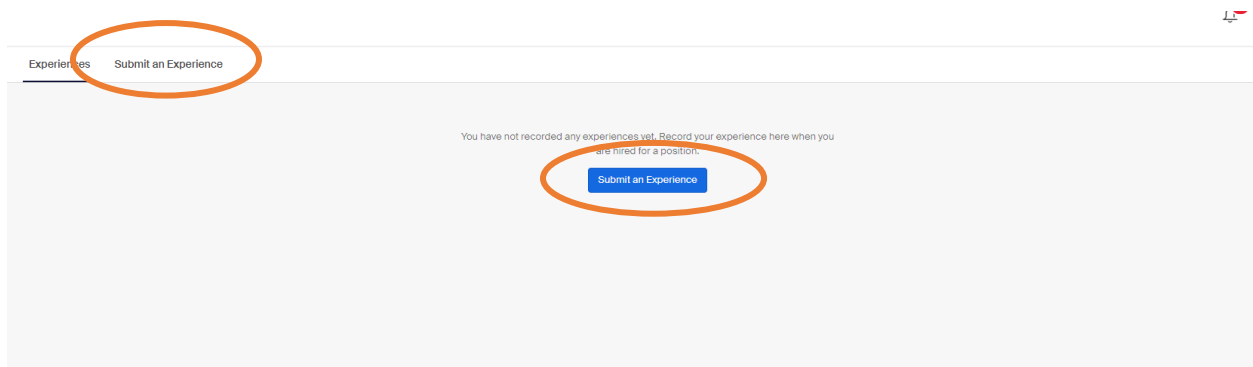 Experiences Submit an Experience
You have not recorded any experiences yet. Record your experience here when you
are hired for a position.
Submit an Experience